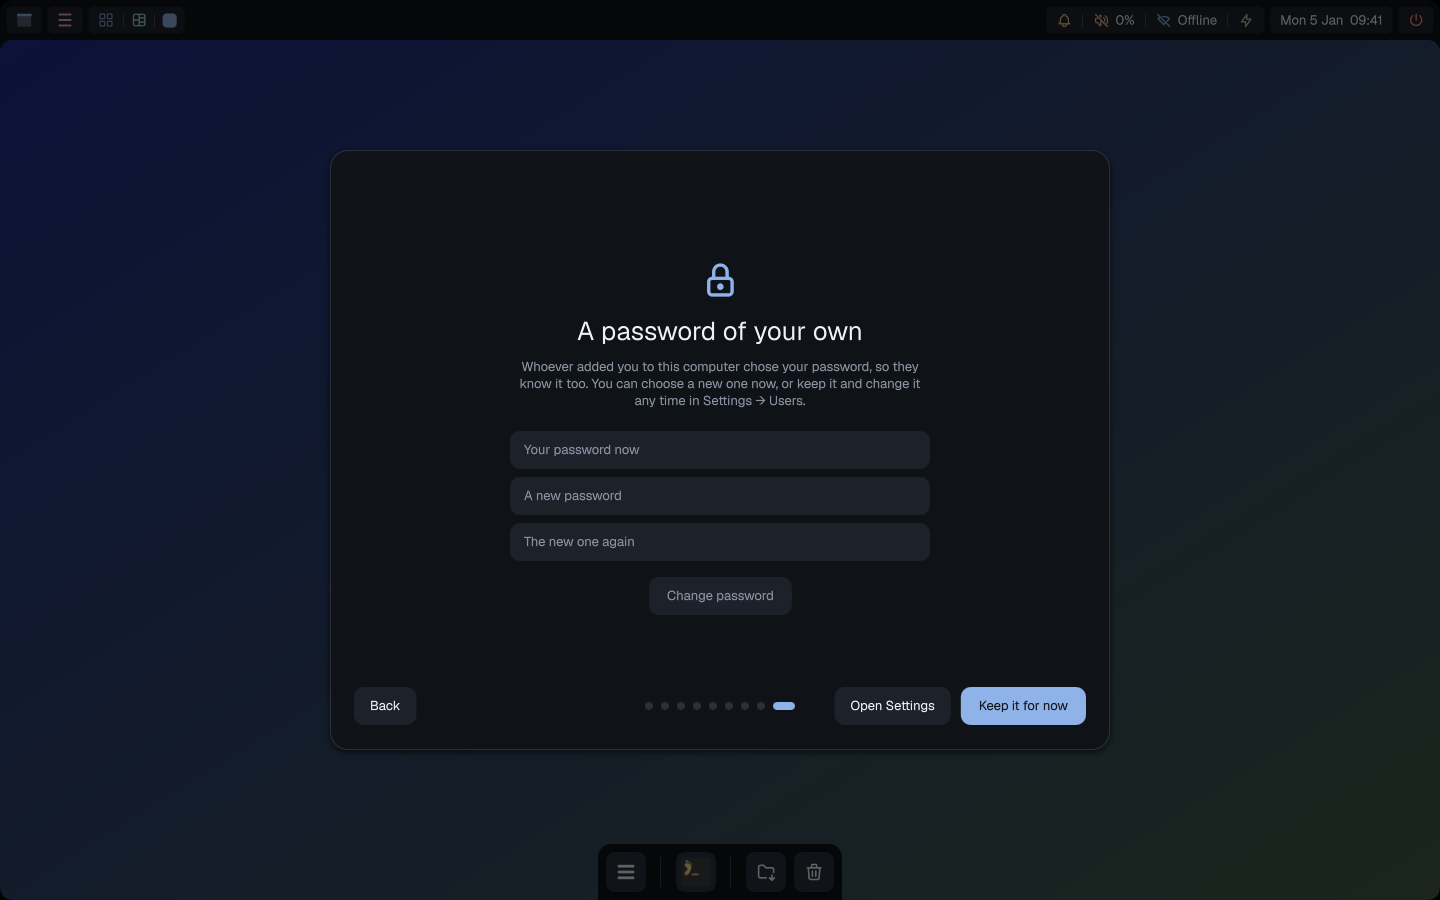 0%
Offline
Mon 5 Jan 09:41
A password of your own
Whoever added you to this computer chose your password, so they
know it too. You can choose a new one now, or keep it and change it
any time in Settings → Users.
Your password now
A new password
The new one again
Change password
Back
Open Settings
Keep it for now